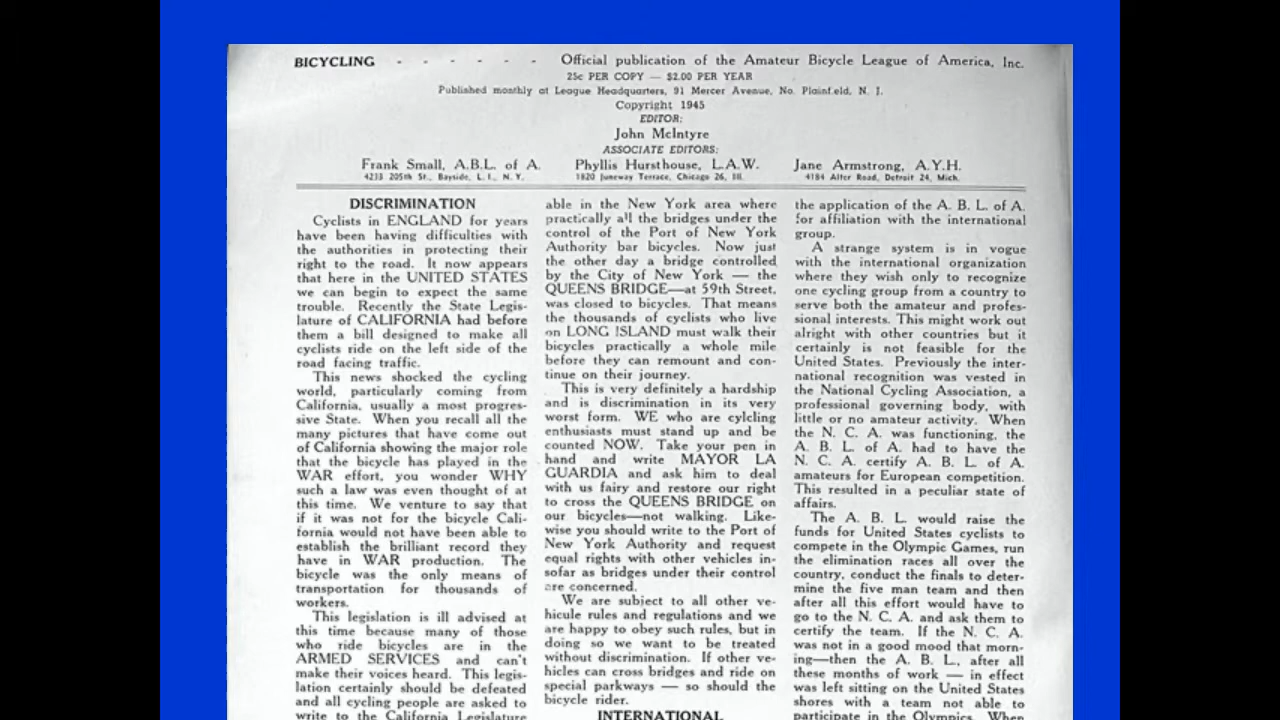 BICYCLING - - - - - - Official publication of the Amateur Bicycle League of America, Inc.
25c PER COPY — $2.00 PER YEAR
Published monthly at League Headquarters, 91 Mercer Avenue, No. Plainfield, N. J.
Copyright 1945
EDITOR:
John McIntyre
ASSOCIATE EDITORS:
Frank Small, A.B.L. of A. Phyllis Hursthouse, L.A.W. Jane Armstrong, A.Y.H.
4233 205th St., Bayside, L. I., N. Y. 1820 Juneway Terrace, Chicago 26, Ill. 4184 Alter Road, Detroit 24, Mich.
DISCRIMINATION
Cyclists in ENGLAND for years
have been having difficulties with
the authorities in protecting their
right to the road. It now appears
that here in the UNITED STATES
we can begin to expect the same
trouble. Recently the State Legis-
lature of CALIFORNIA had before
them a bill designed to make all
cyclists ride on the left side of the
road facing traffic.
This news shocked the cycling
world, particularly coming from
California, usually a most progres-
sive State. When you recall all the
many pictures that have come out
of California showing the major role
that the bicycle has played in the
WAR effort, you wonder WHY
such a law was even thought of at
this time. We venture to say that
if it was not for the bicycle Cali-
fornia would not have been able to
establish the brilliant record they
have in WAR production. The
bicycle was the only means of
transportation for thousands of
workers.
This legislation is ill advised at
this time because many of those
who ride bicycles are in the
ARMED SERVICES and can't
make their voices heard. This legis-
lation certainly should be defeated
and all cycling people are asked to
write to the California Legislature
able in the New York area where
practically all the bridges under the
control of the Port of New York
Authority bar bicycles. Now just
the other day a bridge controlled
by the City of New York — the
QUEENS BRIDGE—at 59th Street,
was closed to bicycles. That means
the thousands of cyclists who live
on LONG ISLAND must walk their
bicycles practically a whole mile
before they can remount and con-
tinue on their journey.
This is very definitely a hardship
and is discrimination in its very
worst form. WE who are cylcling
enthusiasts must stand up and be
counted NOW. Take your pen in
hand and write MAYOR LA
GUARDIA and ask him to deal
with us fairy and restore our right
to cross the QUEENS BRIDGE on
our bicycles—not walking. Like-
wise you should write to the Port of
New York Authority and request
equal rights with other vehicles in-
sofar as bridges under their control
are concerned.
We are subject to all other ve-
hicule rules and regulations and we
are happy to obey such rules, but in
doing so we want to be treated
without discrimination. If other ve-
hicles can cross bridges and ride on
special parkways — so should the
bicycle rider.
INTERNATIONAL
the application of the A. B. L. of A.
for affiliation with the international
group.
A strange system is in vogue
with the international organization
where they wish only to recognize
one cycling group from a country to
serve both the amateur and profes-
sional interests. This might work out
alright with other countries but it
certainly is not feasible for the
United States. Previously the inter-
national recognition was vested in
the National Cycling Association, a
professional governing body, with
little or no amateur activity. When
the N. C. A. was functioning, the
A. B. L. of A. had to have the
N. C. A. certify A. B. L. of A.
amateurs for European competition.
This resulted in a peculiar state of
affairs.
The A. B. L. would raise the
funds for United States cyclists to
compete in the Olympic Games, run
the elimination races all over the
country, conduct the finals to deter-
mine the five man team and then
after all this effort would have to
go to the N. C. A. and ask them to
certify the team. If the N. C. A.
was not in a good mood that morn-
ing—then the A. B. L., after all
these months of work — in effect
was left sitting on the United States
shores with a team not able to
participate in the Olympics. When